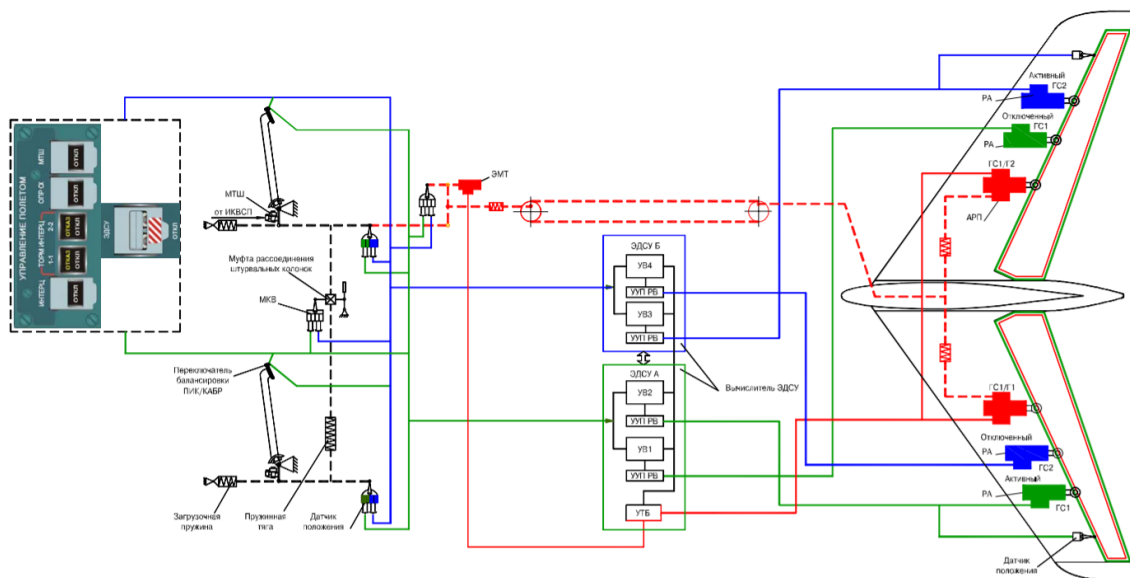 УПРАВЛЕНИЕ ПОЛЕТОМ
МТШ
ОТКЛ
ОПР ОГ
ОТКЛ
ТОРМ ИНТЕРЦ
2-2
ОТКАЗ
ОТКЛ
1-1
ОТКАЗ
ОТКЛ
ИНТЕРЦ
ОТКЛ
ЭДСУ
ОТКЛ
МТШ
от ИКВСП
Муфта рассоединения
штурвальных колонок
МКВ
Переключатель
балансировки
ПИК/КАБР
Загрузочная
пружина
Пружинная
тяга
Датчик
положения
ЭМТ
ЭДСУ Б
УВ4
УУП РВ
УВ3
УУП РВ
ЭДСУ А
УВ2
УУП РВ
УВ1
УУП РВ
УТБ
Вычислитель ЭДСУ
Активный
ГС2
РА
Отключенный
ГС1
РА
ГС1/Г2
АРП
ГС1/Г1
Отключенный
РА
ГС2
Активный
РА
ГС1
Датчик
положения